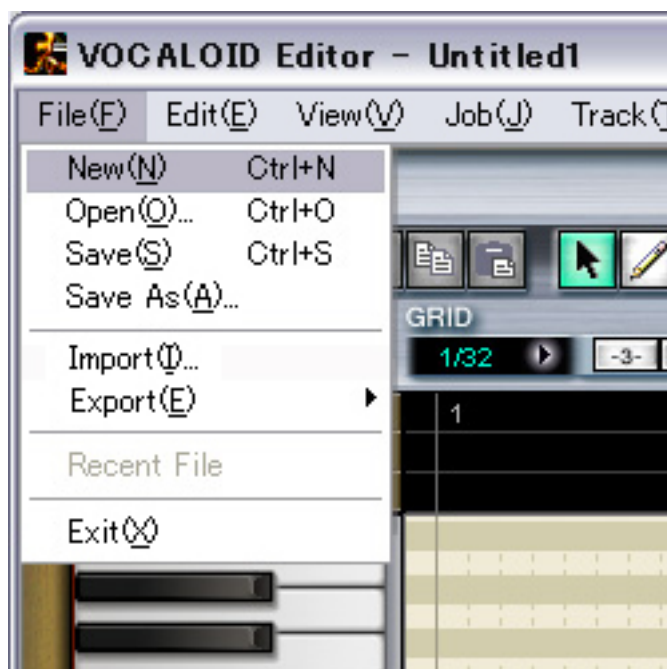 VOCALOID Editor - Untitled1
File(F) Edit(E) View(V) Job(J) Track(
New(N) Ctrl+N
Open(O)... Ctrl+O
Save(S) Ctrl+S
Save As(A)...
GRID
Import(I)...
1/32 -3-
Export(E)
1
Recent File
Exit(X)